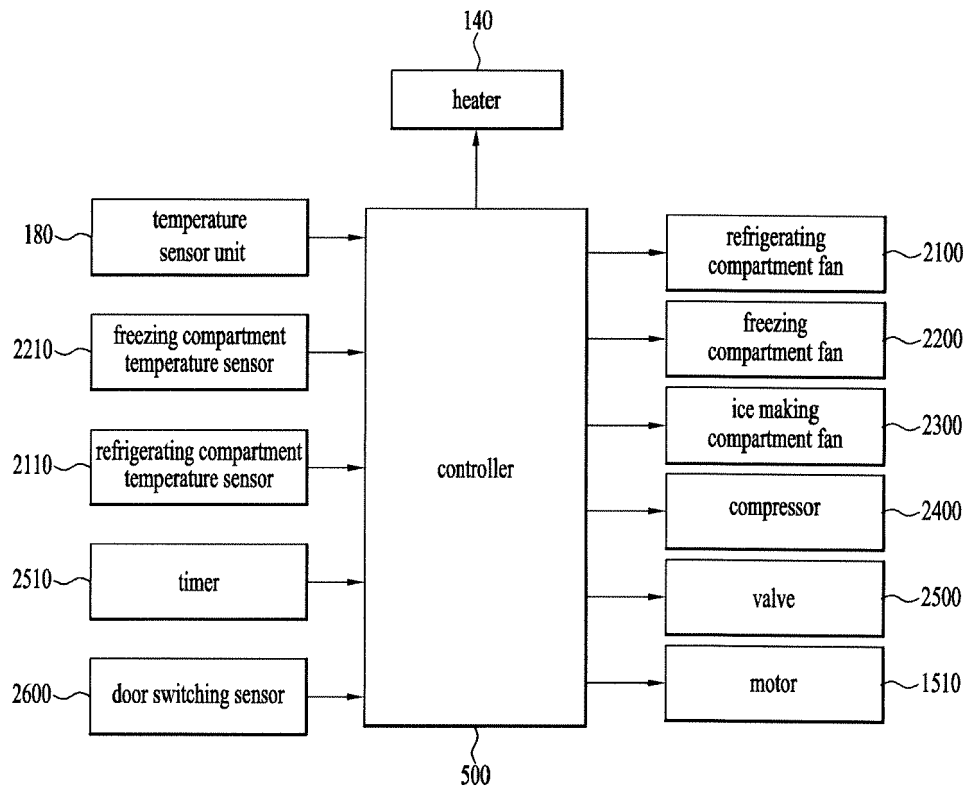 140
heater
180
temperature
sensor unit
2210
freezing compartment
temperature sensor
2110
refrigerating compartment
temperature sensor
2510
timer
2600
door switching sensor
controller
500
refrigerating
compartment fan
2100
freezing
compartment fan
2200
ice making
compartment fan
2300
compressor
2400
valve
2500
motor
1510